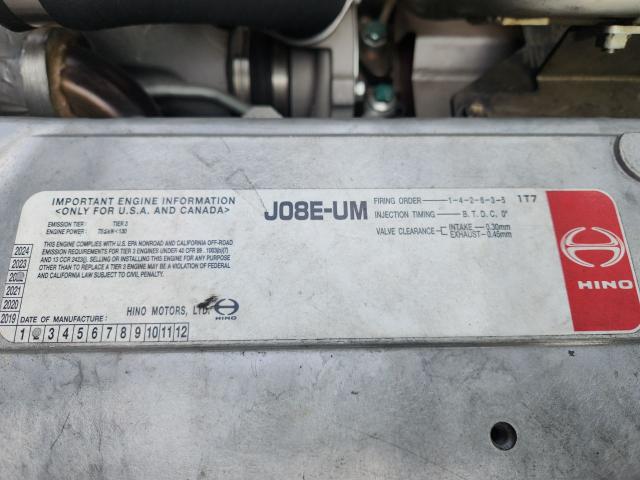 IMPORTANT ENGINE INFORMATION
<ONLY FOR U.S.A. AND CANADA>
EMISSION TIER: TIER 3
ENGINE POWER: 75≤kW<130
THIS ENGINE COMPLIES WITH U.S. EPA NONROAD AND CALIFORNIA OFF-ROAD
EMISSION REQUIREMENTS FOR TIER 3 ENGINES UNDER 40 CFR 89.
AND 13 CCR 2423(j). SELLING OR INSTALLING THIS ENGINE FOR ANY PURPOSE
OTHER THAN TO REPLACE A TIER 3 ENGINE MAY BE A VIOLATION OF FEDERAL
AND CALIFORNIA LAW SUBJECT TO CIVIL PENALTY.
HINO MOTORS, LTD. HINO
2024
2023
2021
2020
2019
DATE OF MANUFACTURE:
1 3 4 5 6 7 8 9 10 11 12
J08E-UM
FIRING ORDER 1-4-2-6-3-5 1T7
INJECTION TIMING B.T.D.C. 0°
VALVE CLEARANCE INTAKE 0.30mm
EXHAUST 0.45mm
HINO